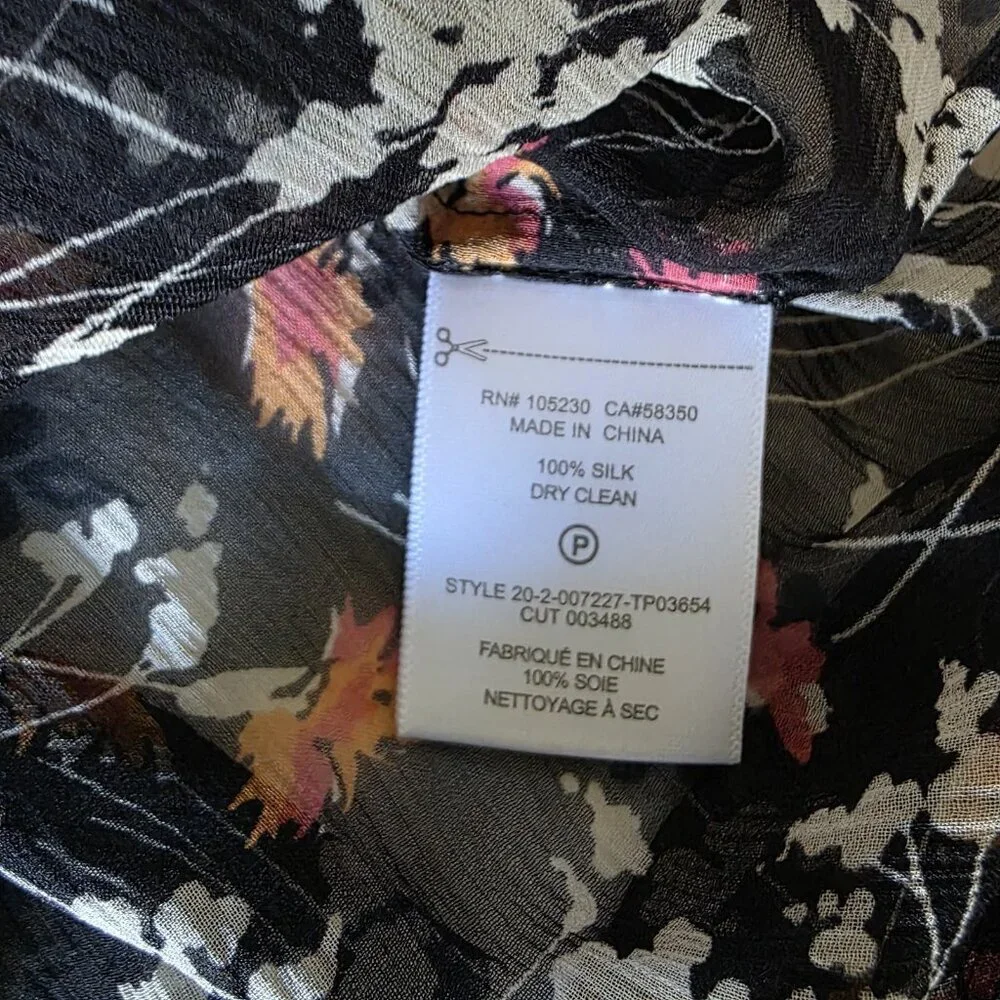 RN# 105230 CA#58350
MADE IN CHINA
100% SILK
DRY CLEAN
P
STYLE 20-2-007227-TP03654
CUT 003488
FABRIQUÉ EN CHINE
100% SOIE
NETTOYAGE À SEC